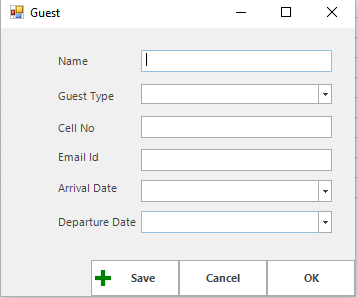 Guest
Name
Guest Type
Cell No
Email Id
Arrival Date
Departure Date
Save Cancel OK